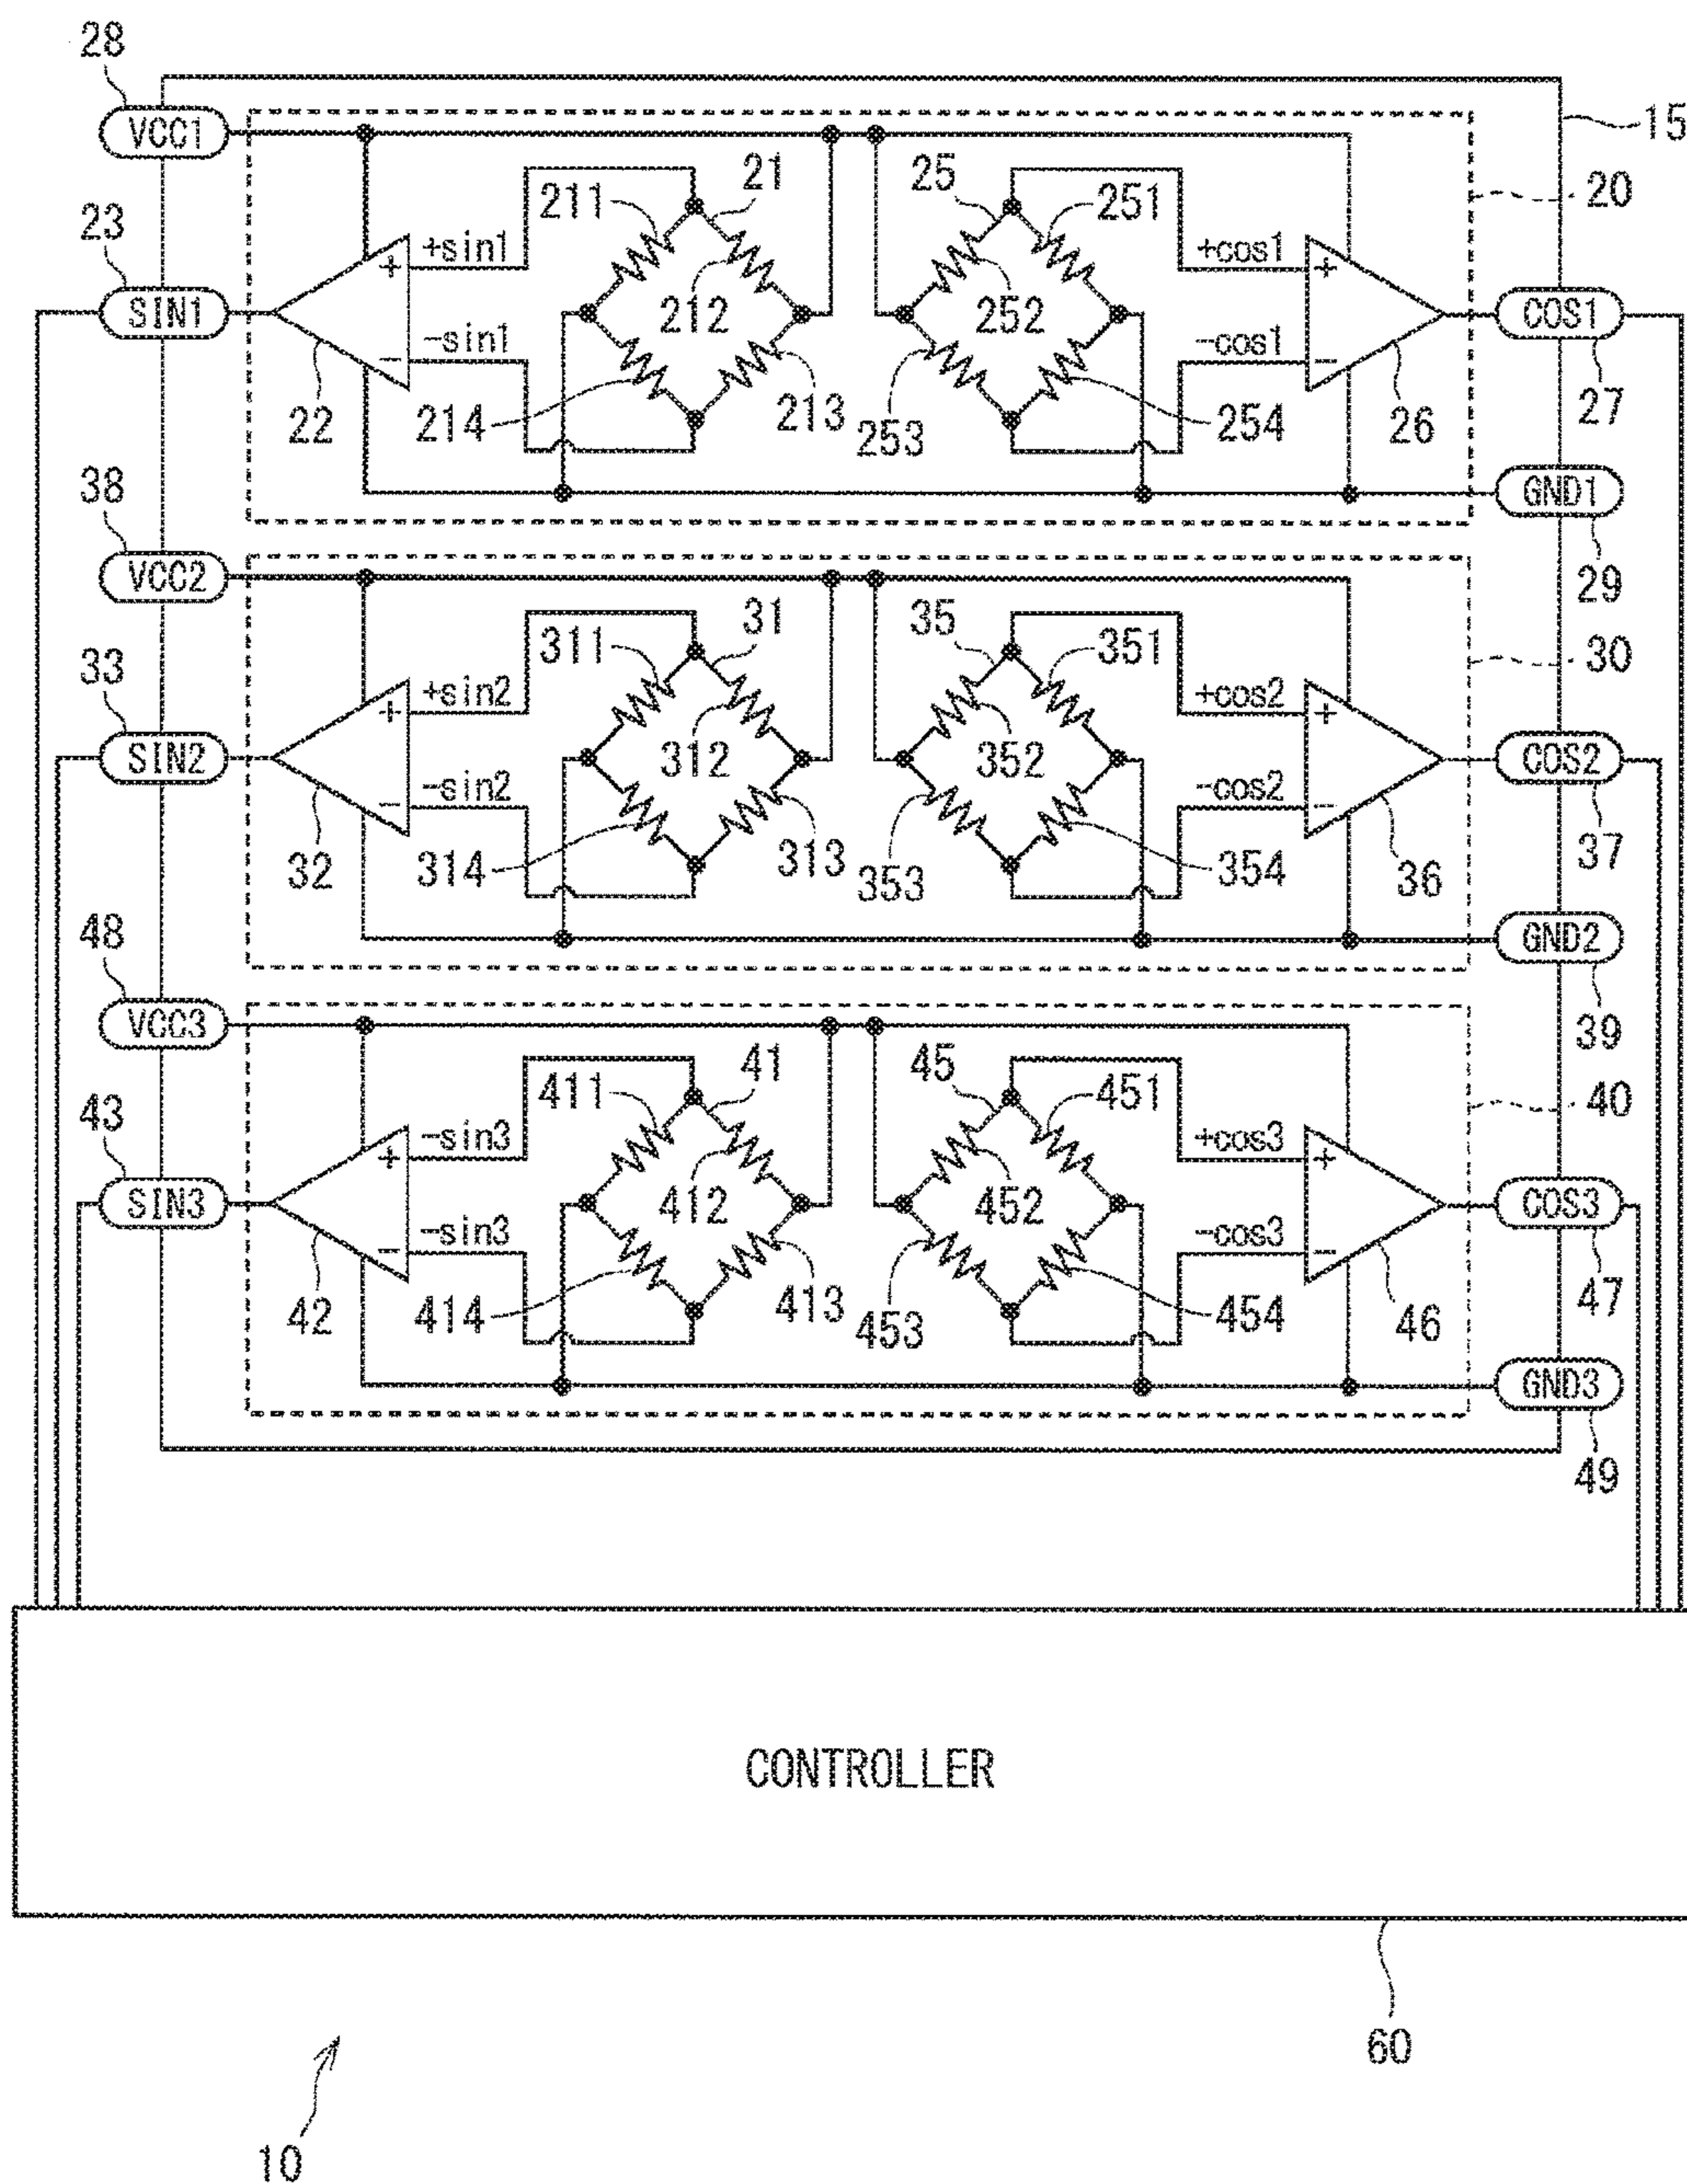 28
VCC1
15
21
25
211
251
20
23
+sin1
+cos1
SIN1
212
252
COS1
-sin1
-cos1
22
214
213
253
254
26
27
38
GND1
VCC2
29
31
35
311
351
30
33
+sin2
+cos2
SIN2
312
352
COS2
-sin2
-cos2
32
314
313
353
354
36
37
48
GND2
VCC3
39
41
45
411
451
40
43
-sin3
+cos3
SIN3
412
452
COS3
-sin3
-cos3
42
414
413
453
454
46
47
GND3
49
CONTROLLER
60
10